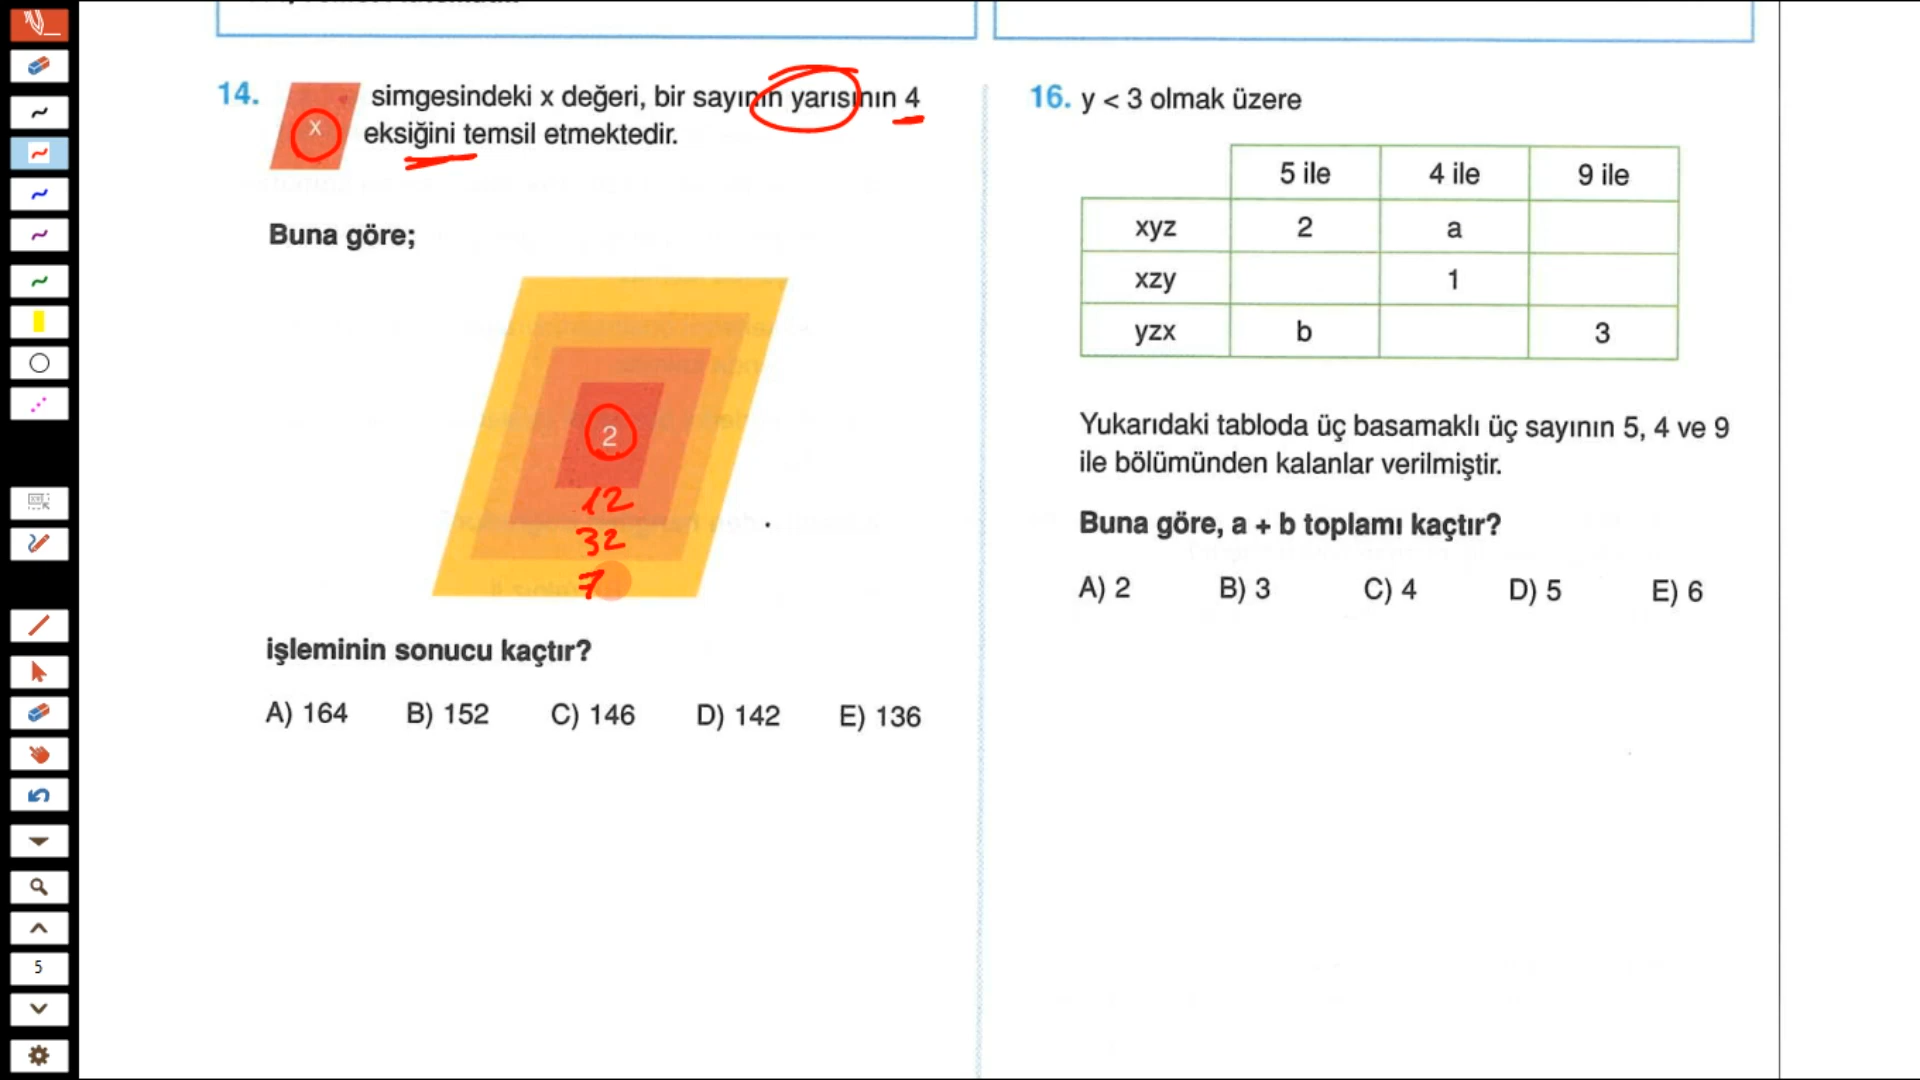 14.
x
simgesindeki x değeri, bir sayının yarısının 4
eksiğini temsil etmektedir.
Buna göre;
2
12
32
7
işleminin sonucu kaçtır?
A) 164 B) 152 C) 146 D) 142 E) 136
16. y < 3 olmak üzere
5 ile 4 ile 9 ile
xyz 2 a
xzy 1
yzx b 3
Yukarıdaki tabloda üç basamaklı üç sayının 5, 4 ve 9
ile bölümünden kalanlar verilmiştir.
Buna göre, a + b toplamı kaçtır?
A) 2 B) 3 C) 4 D) 5 E) 6
5